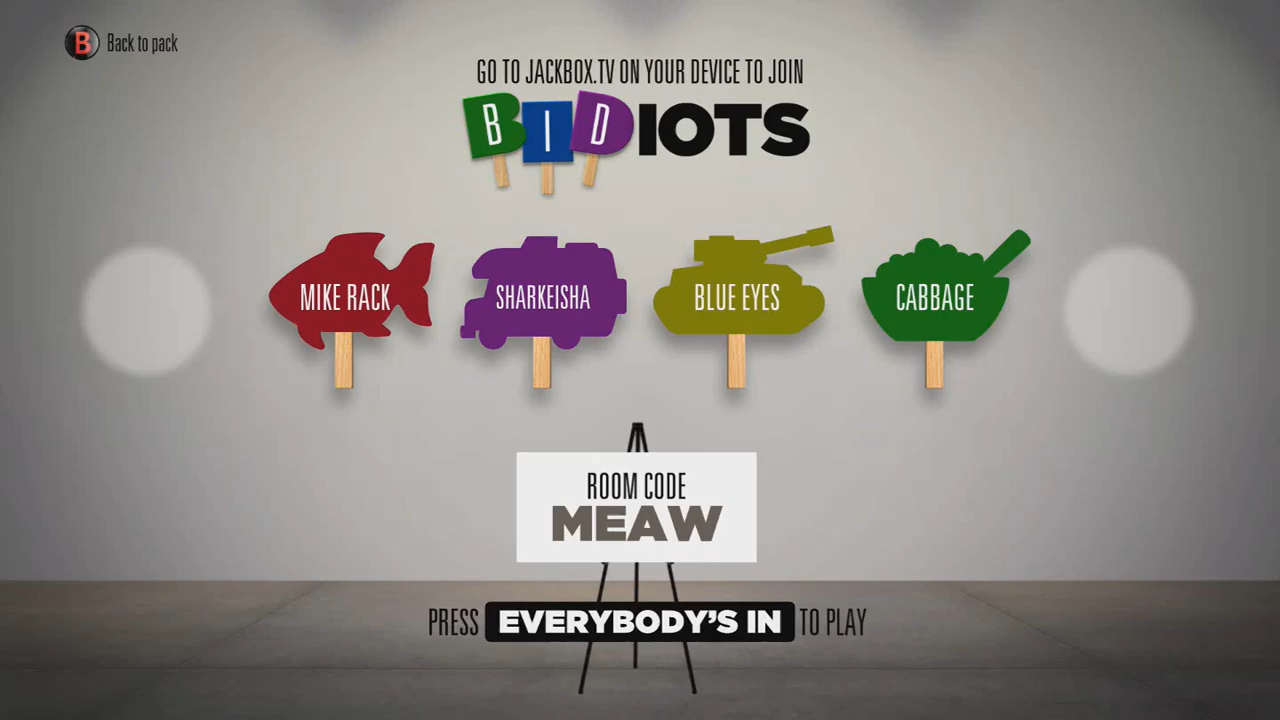 B Back to pack
GO TO JACKBOX.TV ON YOUR DEVICE TO JOIN
BIDIOTS
MIKE RACK
SHARKEISHA
BLUE EYES
CABBAGE
ROOM CODE
MEAW
PRESS EVERYBODY'S IN TO PLAY